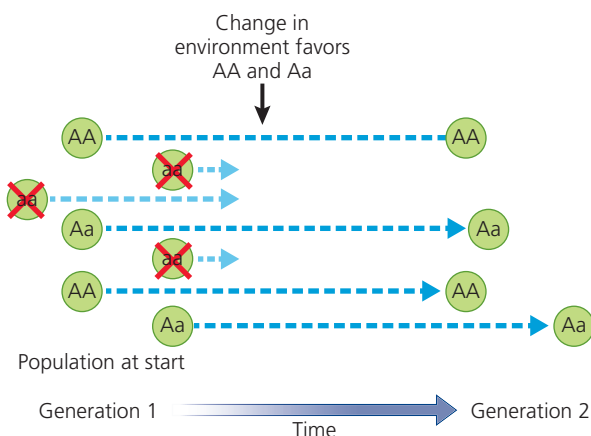 Change in
environment favors
AA and Aa
AA AA
aa
aa
Aa Aa
aa
AA AA
Aa Aa
Population at start
Generation 1 Generation 2
Time